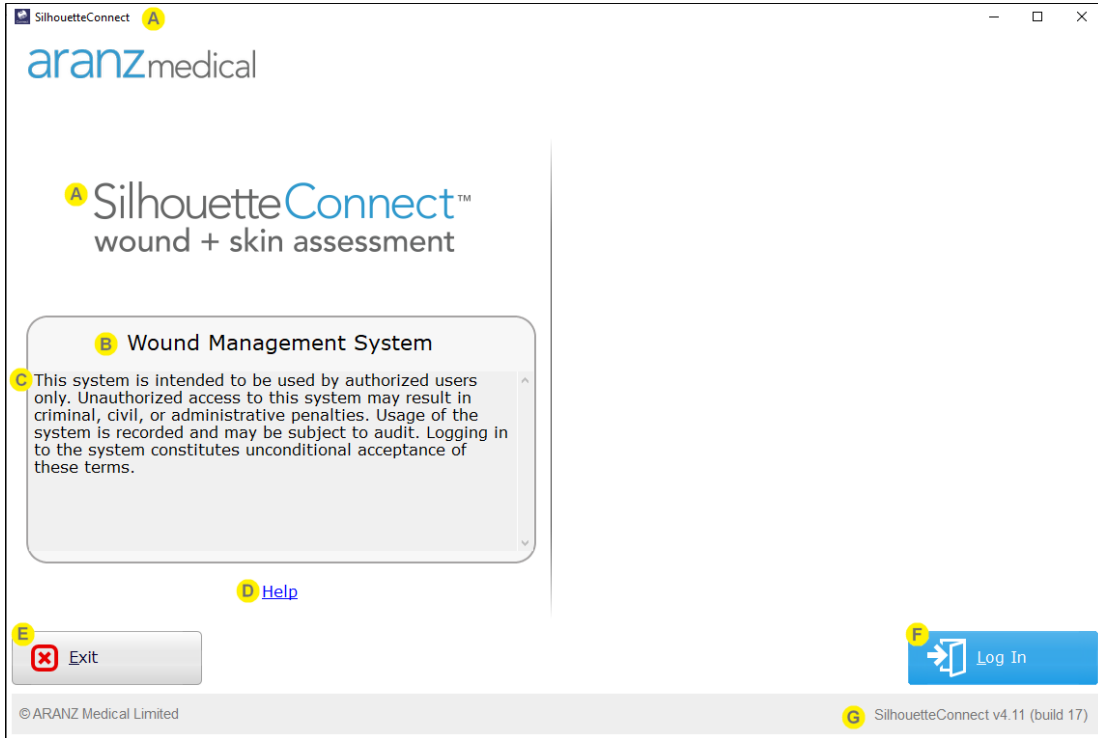 SilhouetteConnect A
aranzmedical
A SilhouetteConnect™
wound + skin assessment
B Wound Management System
C This system is intended to be used by authorized users
only. Unauthorized access to this system may result in
criminal, civil, or administrative penalties. Usage of the
system is recorded and may be subject to audit. Logging in
to the system constitutes unconditional acceptance of
these terms.
D Help
E Exit
F Log In
© ARANZ Medical Limited
G SilhouetteConnect v4.11 (build 17)